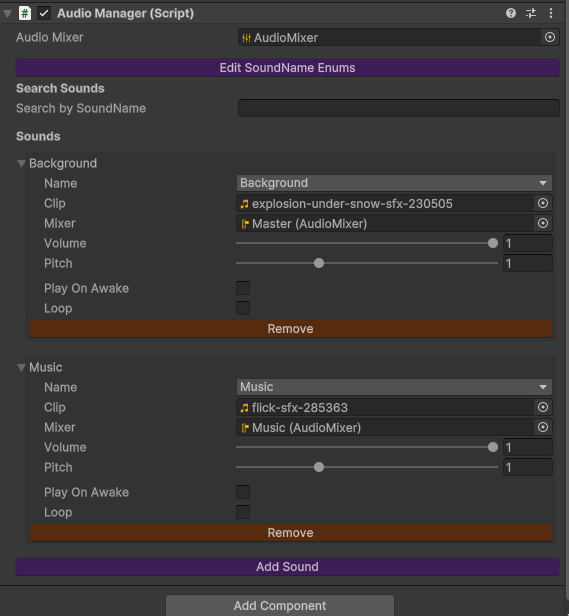 Audio Manager (Script)
Audio Mixer AudioMixer
Edit SoundName Enums
Search Sounds
Search by SoundName
Sounds
Background
Name Background
Clip explosion-under-snow-sfx-230505
Mixer Master (AudioMixer)
Volume 1
Pitch 1
Play On Awake
Loop
Remove
Music
Name Music
Clip flick-sfx-285363
Mixer Music (AudioMixer)
Volume 1
Pitch 1
Play On Awake
Loop
Remove
Add Sound
Add Component